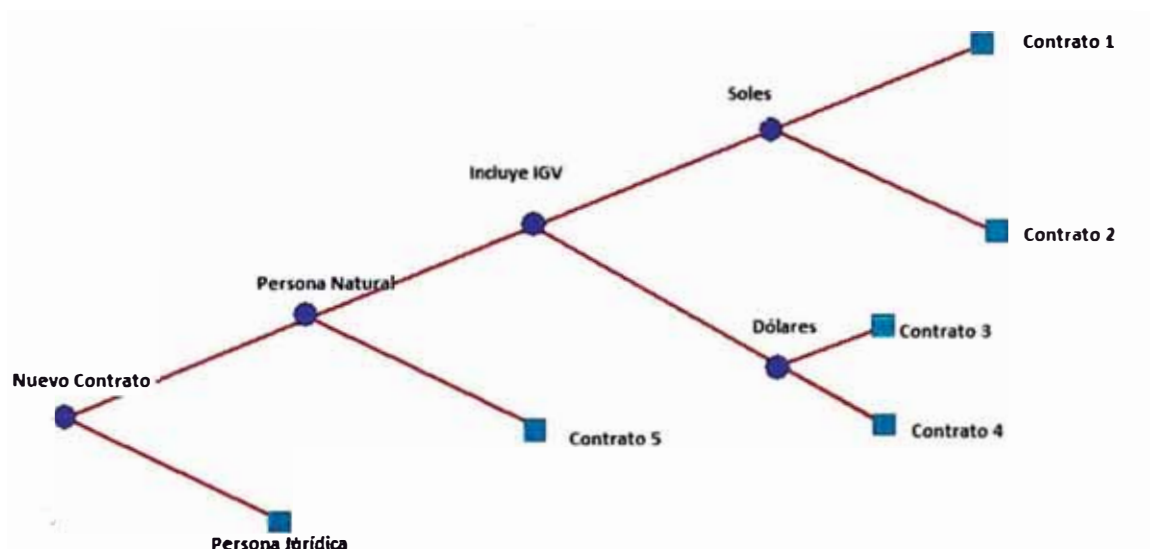 Contrato 1
Soles
Incluye IGV
Contrato 2
Persona Natural
Dólares
Contrato 3
Nuevo Contrato
Contrato 5
Contrato 4
Persona Jurídica